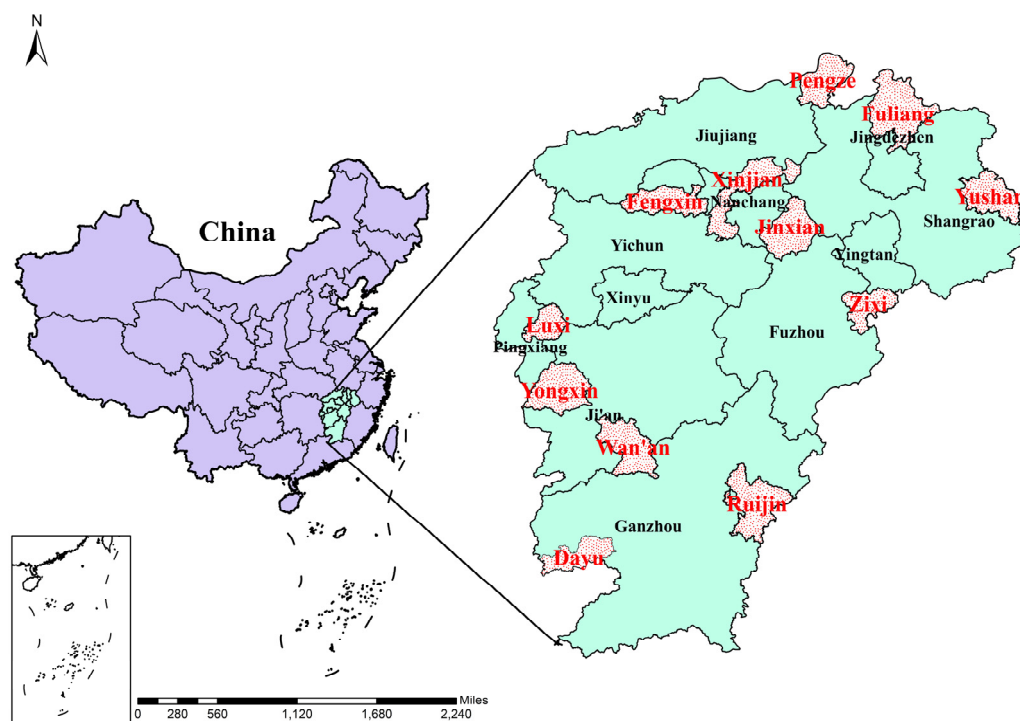 N
China
Pengze
Fuliang
Jiujiang
Jingdezhen
Xinjian
Fengxin
Nanchang
Yushan
Jinxian
Shangrao
Yichun
Yingtan
Xinyu
Zixi
Luxi
Fuzhou
Pingxiang
Yongxin
Ji'an
Wan'an
Ruijin
Ganzhou
Dayu
Miles
0 280 560 1,120 1,680 2,240